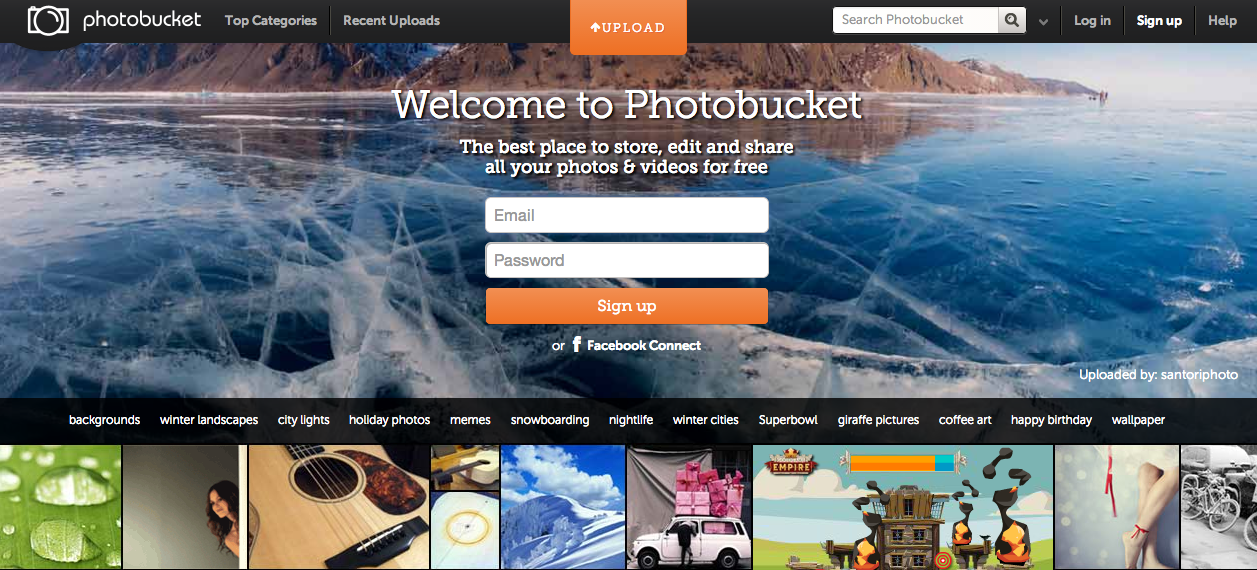 photobucket
Top Categories
Recent Uploads
UPLOAD
Search Photobucket
Log in
Sign up
Help
Welcome to Photobucket
The best place to store, edit and share
all your photos & videos for free
Email
Password
Sign up
or f Facebook Connect
Uploaded by: santoriphoto
backgrounds winter landscapes city lights holiday photos memes snowboarding nightlife winter cities Superbowl giraffe pictures coffee art happy birthday wallpaper
EMPIRE